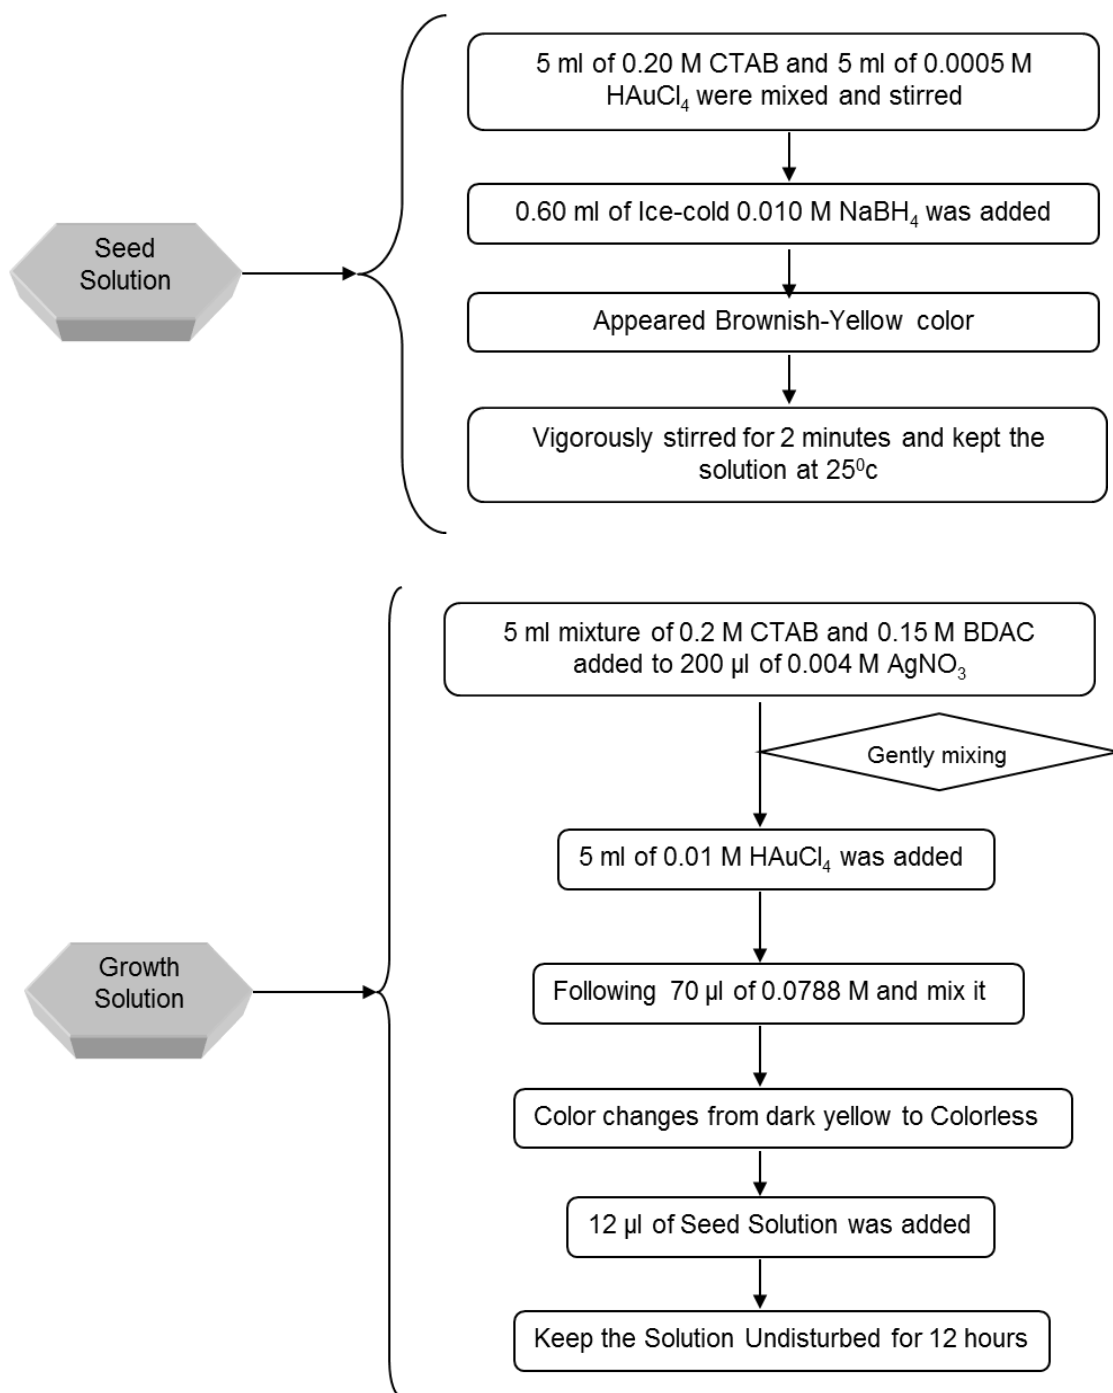 5 ml of 0.20 M CTAB and 5 ml of 0.0005 M
HAuCl₄ were mixed and stirred
0.60 ml of Ice-cold 0.010 M NaBH₄ was added
Seed
Solution
Appeared Brownish-Yellow color
Vigorously stirred for 2 minutes and kept the
solution at 25⁰c
5 ml mixture of 0.2 M CTAB and 0.15 M BDAC
added to 200 µl of 0.004 M AgNO₃
Gently mixing
5 ml of 0.01 M HAuCl₄ was added
Growth
Solution
Following 70 µl of 0.0788 M and mix it
Color changes from dark yellow to Colorless
12 µl of Seed Solution was added
Keep the Solution Undisturbed for 12 hours